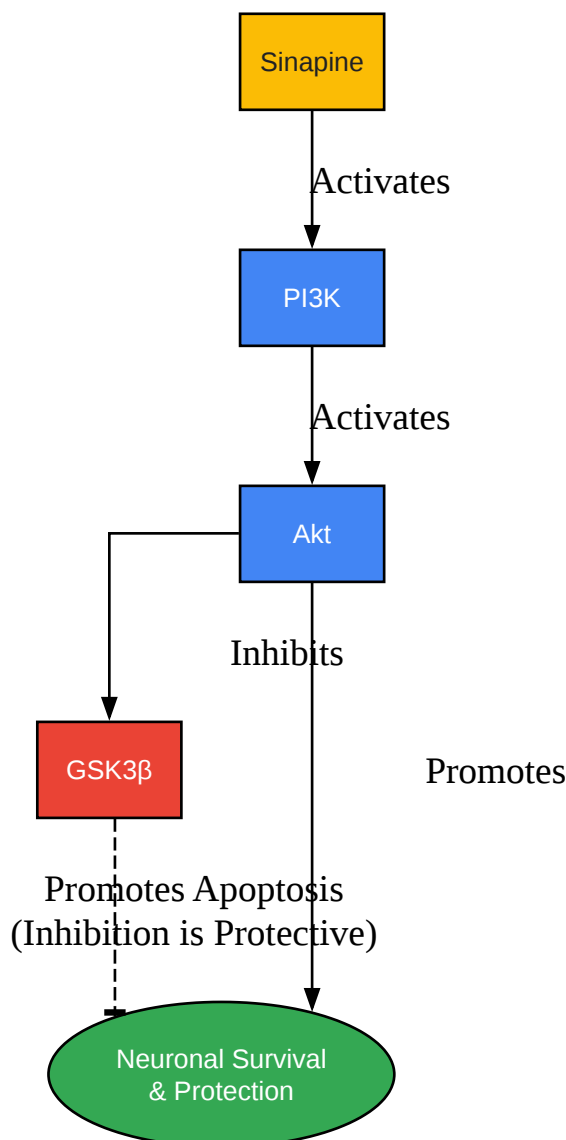 Sinapine
Activates
PI3K
Activates
Akt
Inhibits
GSK3β
Promotes
Promotes Apoptosis
(Inhibition is Protective)
Neuronal Survival
& Protection